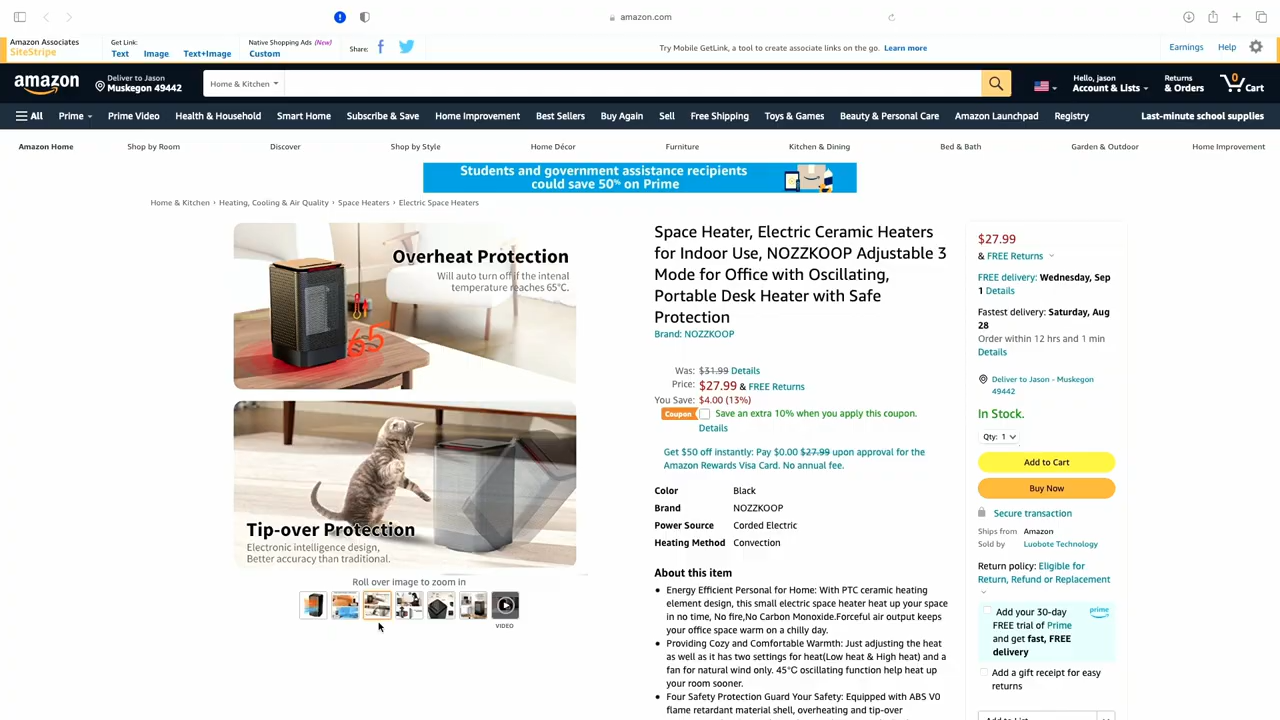 amazon.com
Amazon Associates
SiteStripe
Get Link:
Text Image Text+Image
Native Shopping Ads (New)
Custom
Share:
Try Mobile GetLink, a tool to create associate links on the go. Learn more
Earnings Help
amazon
Deliver to Jason
Muskegon 49442
Home & Kitchen
Hello, jason
Account & Lists
Returns
& Orders
0
Cart
All Prime Prime Video Health & Household Smart Home Subscribe & Save Home Improvement Best Sellers Buy Again Sell Free Shipping Toys & Games Beauty & Personal Care Amazon Launchpad Registry Last-minute school supplies
Amazon Home Shop by Room Discover Shop by Style Home Décor Furniture Kitchen & Dining Bed & Bath Garden & Outdoor Home Improvement
Students and government assistance recipients
could save 50% on Prime
Home & Kitchen › Heating, Cooling & Air Quality › Space Heaters › Electric Space Heaters
Overheat Protection
Will auto turn off if the intenal
temperature reaches 65°C.
65
Tip-over Protection
Electronic intelligence design,
Better accuracy than traditional.
Roll over image to zoom in
VIDEO
Space Heater, Electric Ceramic Heaters
for Indoor Use, NOZZKOOP Adjustable 3
Mode for Office with Oscillating,
Portable Desk Heater with Safe
Protection
Brand: NOZZKOOP
Was: $31.99 Details
Price: $27.99 & FREE Returns
You Save: $4.00 (13%)
Coupon Save an extra 10% when you apply this coupon.
Details
Get $50 off instantly: Pay $0.00 $27.99 upon approval for the
Amazon Rewards Visa Card. No annual fee.
Color Black
Brand NOZZKOOP
Power Source Corded Electric
Heating Method Convection
About this item
• Energy Efficient Personal for Home: With PTC ceramic heating
element design, this small electric space heater heat up your space
in no time, No fire,No Carbon Monoxide.Forceful air output keeps
your office space warm on a chilly day.
• Providing Cozy and Comfortable Warmth: Just adjusting the heat
as well as it has two settings for heat(Low heat & High heat) and a
fan for natural wind only. 45°C oscillating function help heat up
your room sooner.
• Four Safety Protection Guard Your Safety: Equipped with ABS V0
flame retardant material shell, overheating and tip-over
$27.99
& FREE Returns
FREE delivery: Wednesday, Sep
1 Details
Fastest delivery: Saturday, Aug
28
Order within 12 hrs and 1 min
Details
Deliver to Jason - Muskegon
49442
In Stock.
Qty: 1
Add to Cart
Buy Now
Secure transaction
Ships from Amazon
Sold by Luobote Technology
Return policy: Eligible for
Return, Refund or Replacement
Add your 30-day
FREE trial of Prime
and get fast, FREE
delivery
prime
Add a gift receipt for easy
returns
Add to List